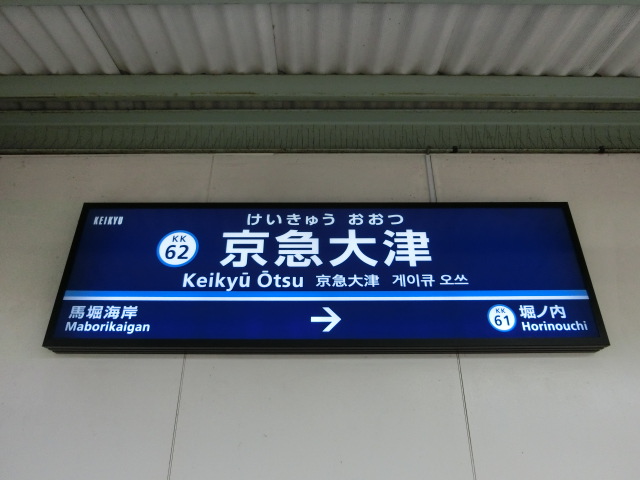 KEIKYU
けいきゅう おおつ
KK
62
京急大津
Keikyū Ōtsu 京急大津 게이큐 오쓰
馬堀海岸
Maborikaigan
→
KK
61
堀ノ内
Horinouchi